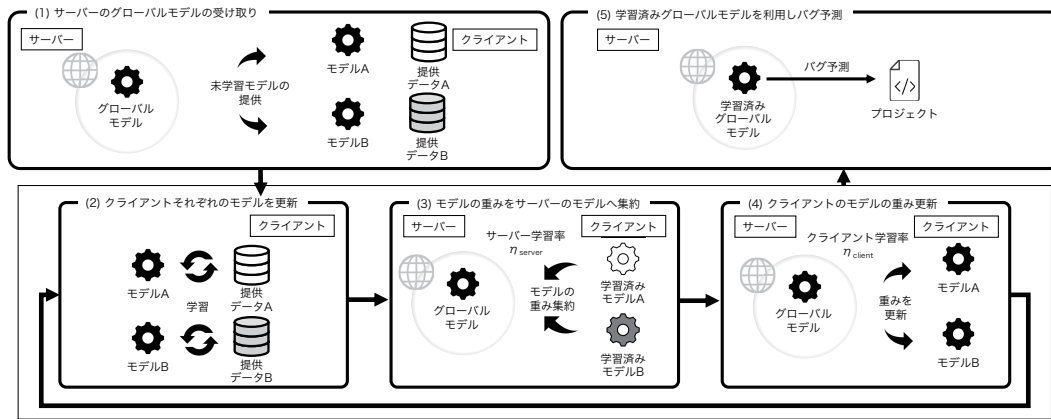 (1) サーバーのグローバルモデルの受け取り
サーバー
グローバル
モデル
未学習モデルの
提供
モデルA
モデルB
クライアント
提供
データA
提供
データB
(5) 学習済みグローバルモデルを利用しバグ予測
サーバー
学習済み
グローバル
モデル
バグ予測
プロジェクト
(2) クライアントそれぞれのモデルを更新
クライアント
モデルA
学習
提供
データA
モデルB
提供
データB
(3) モデルの重みをサーバーのモデルへ集約
サーバー
グローバル
モデル
サーバー学習率
η server
モデルの
重み集約
クライアント
学習済み
モデルA
学習済み
モデルB
(4) クライアントのモデルの重み更新
サーバー
グローバル
モデル
クライアント学習率
η client
重みを
更新
クライアント
モデルA
モデルB